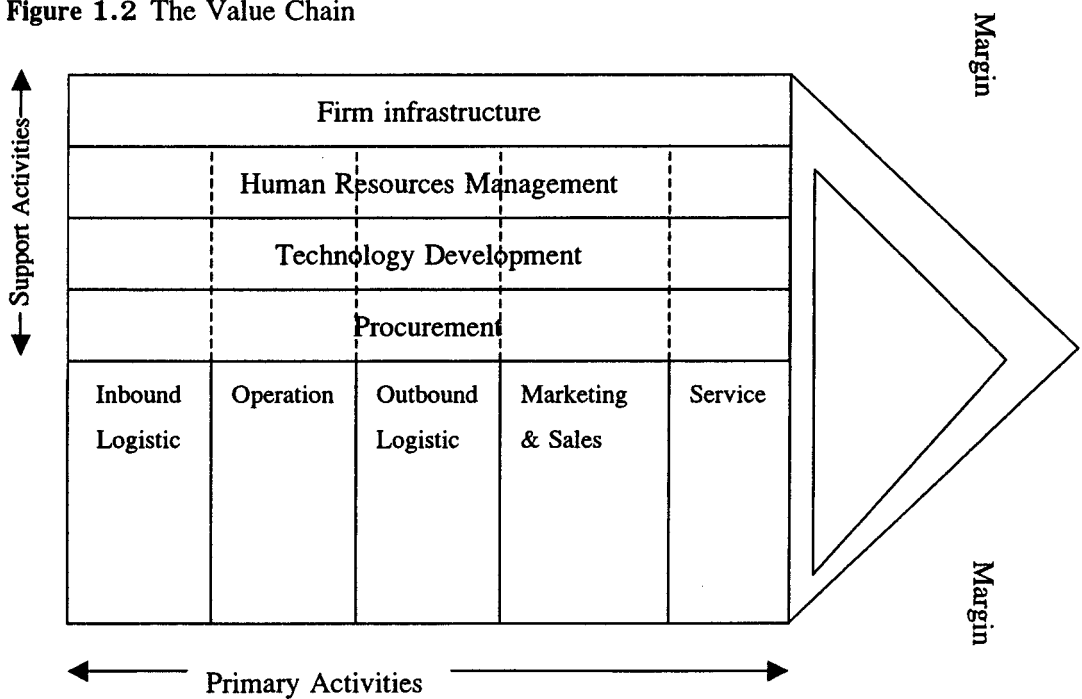 Figure 1.2 The Value Chain
Margin
Support Activities
Firm infrastructure
Human Resources Management
Technology Development
Procurement
Inbound
Logistic
Operation
Outbound
Logistic
Marketing
& Sales
Service
Margin
Primary Activities